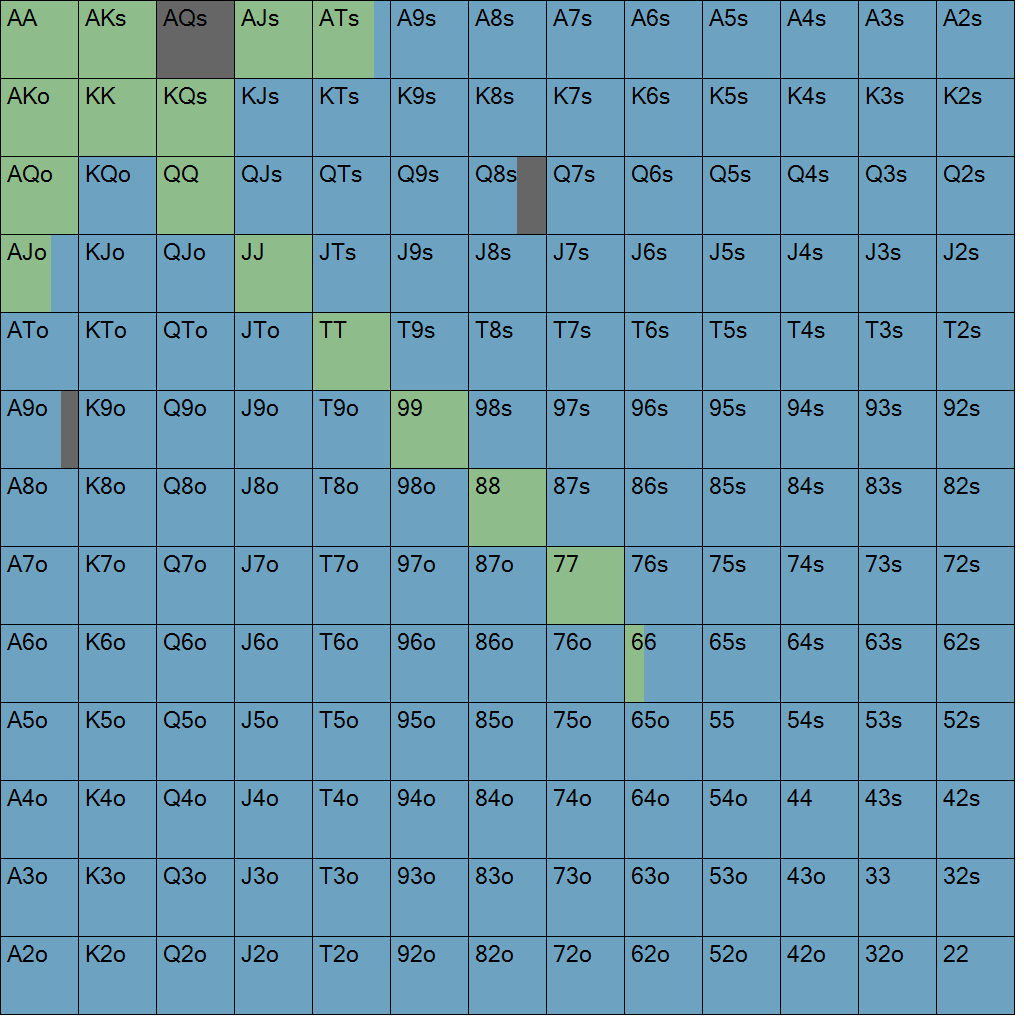 AA AKs AQs AJs ATs A9s A8s A7s A6s A5s A4s A3s A2s
AKo KK KQs KJs KTs K9s K8s K7s K6s K5s K4s K3s K2s
AQo KQo QQ QJs QTs Q9s Q8s Q7s Q6s Q5s Q4s Q3s Q2s
AJo KJo QJo JJ JTs J9s J8s J7s J6s J5s J4s J3s J2s
ATo KTo QTo JTo TT T9s T8s T7s T6s T5s T4s T3s T2s
A9o K9o Q9o J9o T9o 99 98s 97s 96s 95s 94s 93s 92s
A8o K8o Q8o J8o T8o 98o 88 87s 86s 85s 84s 83s 82s
A7o K7o Q7o J7o T7o 97o 87o 77 76s 75s 74s 73s 72s
A6o K6o Q6o J6o T6o 96o 86o 76o 66 65s 64s 63s 62s
A5o K5o Q5o J5o T5o 95o 85o 75o 65o 55 54s 53s 52s
A4o K4o Q4o J4o T4o 94o 84o 74o 64o 54o 44 43s 42s
A3o K3o Q3o J3o T3o 93o 83o 73o 63o 53o 43o 33 32s
A2o K2o Q2o J2o T2o 92o 82o 72o 62o 52o 42o 32o 22